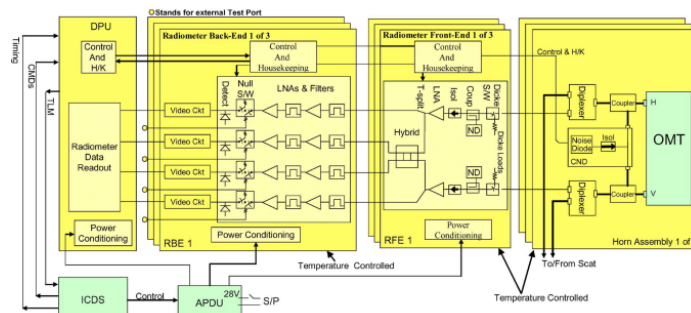 Stands for external Test Port
Timing
CMDs
TLM
DPU
Control
And
H/K
Radiometer
Data
Readout
Power
Conditioning
ICDS
Control
APDU
28V
S/P
Radiometer Back-End 1 of 3
Control
And
Housekeeping
Detect
Null
S/W
LNAs & Filters
Video Ckt
Video Ckt
Video Ckt
Video Ckt
Power Conditioning
RBE 1
Temperature Controlled
Radiometer Front-End 1 of 3
Control
And
Housekeeping
T-split
LNA
Isol
Coup
Dicke
S/W
ND
Hybrid
Dicke Loads
ND
Power
Conditioning
RFE 1
Temperature Controlled
Control & H/K
Diplexer
Coupler
H
Noise
Diode
Isol
CND
OMT
Diplexer
Coupler
V
To/From Scat
Horn Assembly 1 of